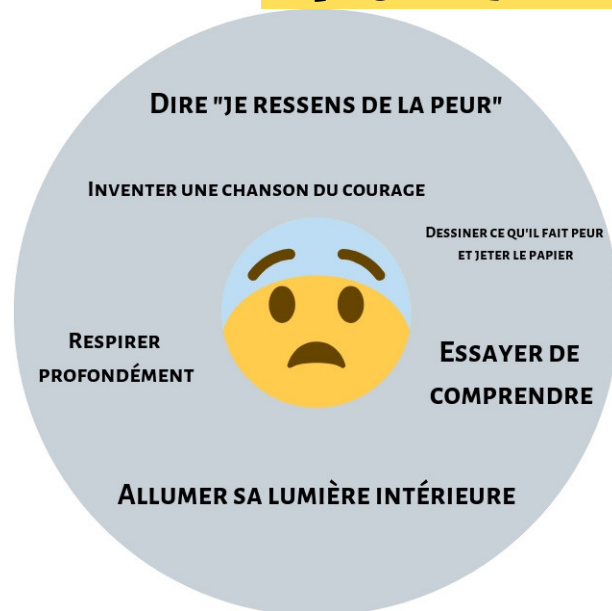 DIRE "JE RESSENS DE LA PEUR"
INVENTER UNE CHANSON DU COURAGE
DESSINER CE QU'IL FAIT PEUR
ET JETER LE PAPIER
RESPIRER
PROFONDÉMENT
ESSAYER DE
COMPRENDRE
ALLUMER SA LUMIÈRE INTÉRIEURE